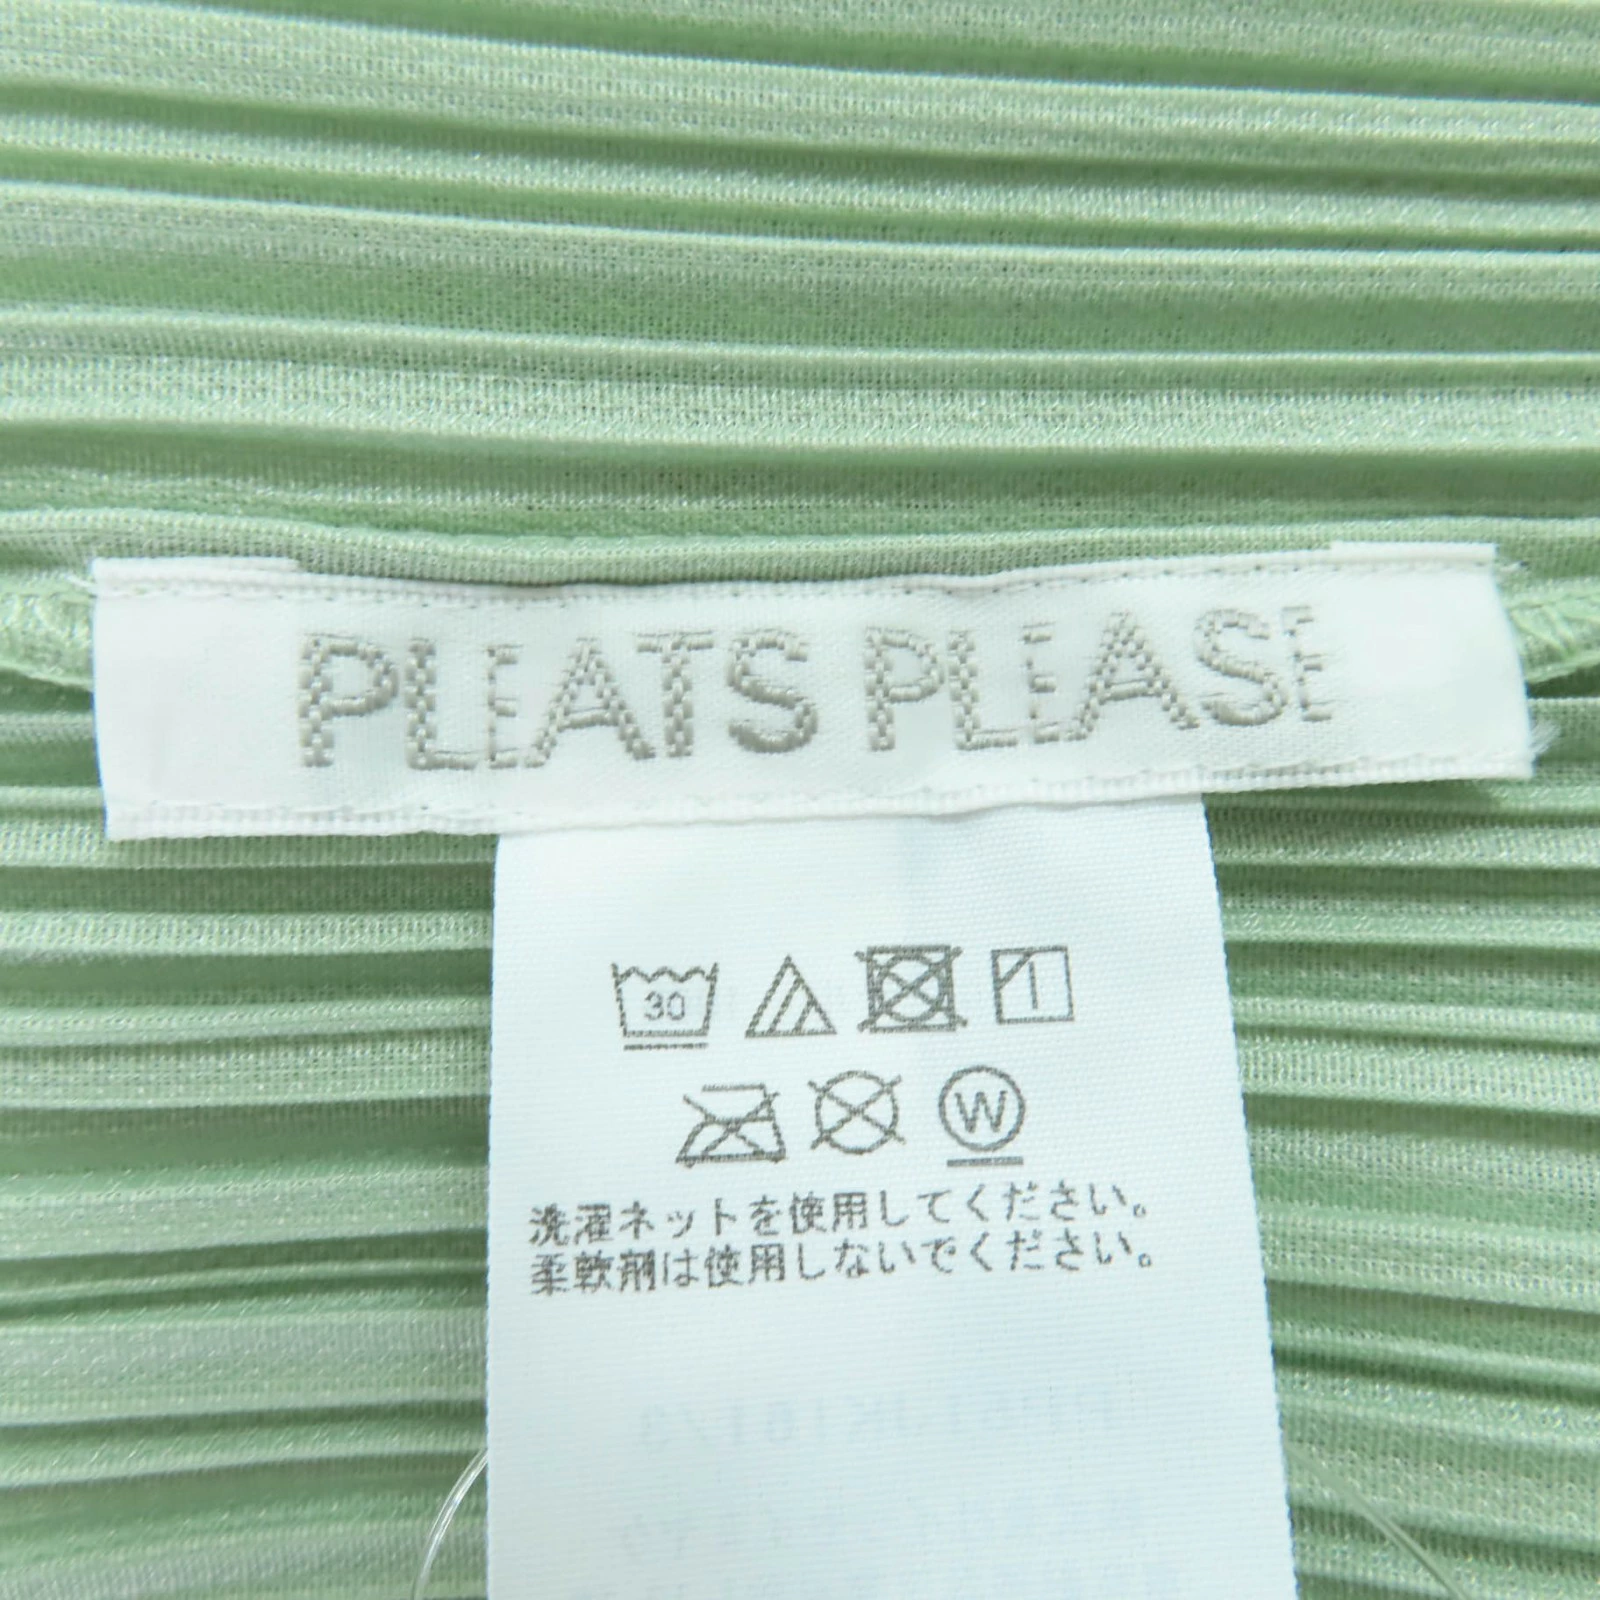 PLEATS PLEASE
30
W
洗濯ネットを使用してください。
柔軟剤は使用しないでください。